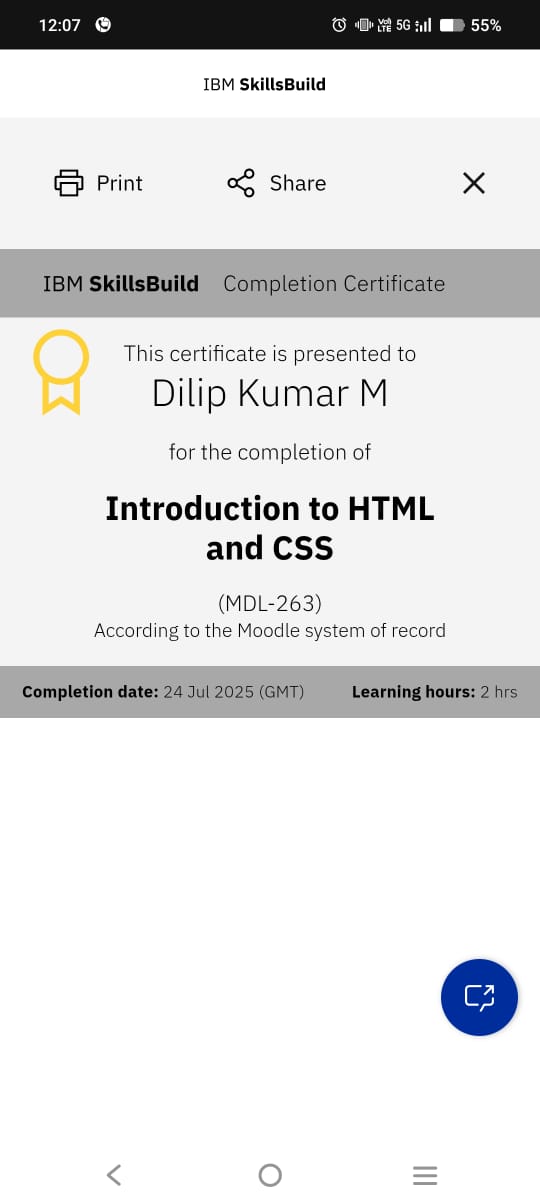 12:07 Vo) LTE 5G 55%
IBM SkillsBuild
Print Share
IBM SkillsBuild Completion Certificate
This certificate is presented to
Dilip Kumar M
for the completion of
Introduction to HTML
and CSS
(MDL-263)
According to the Moodle system of record
Completion date: 24 Jul 2025 (GMT) Learning hours: 2 hrs